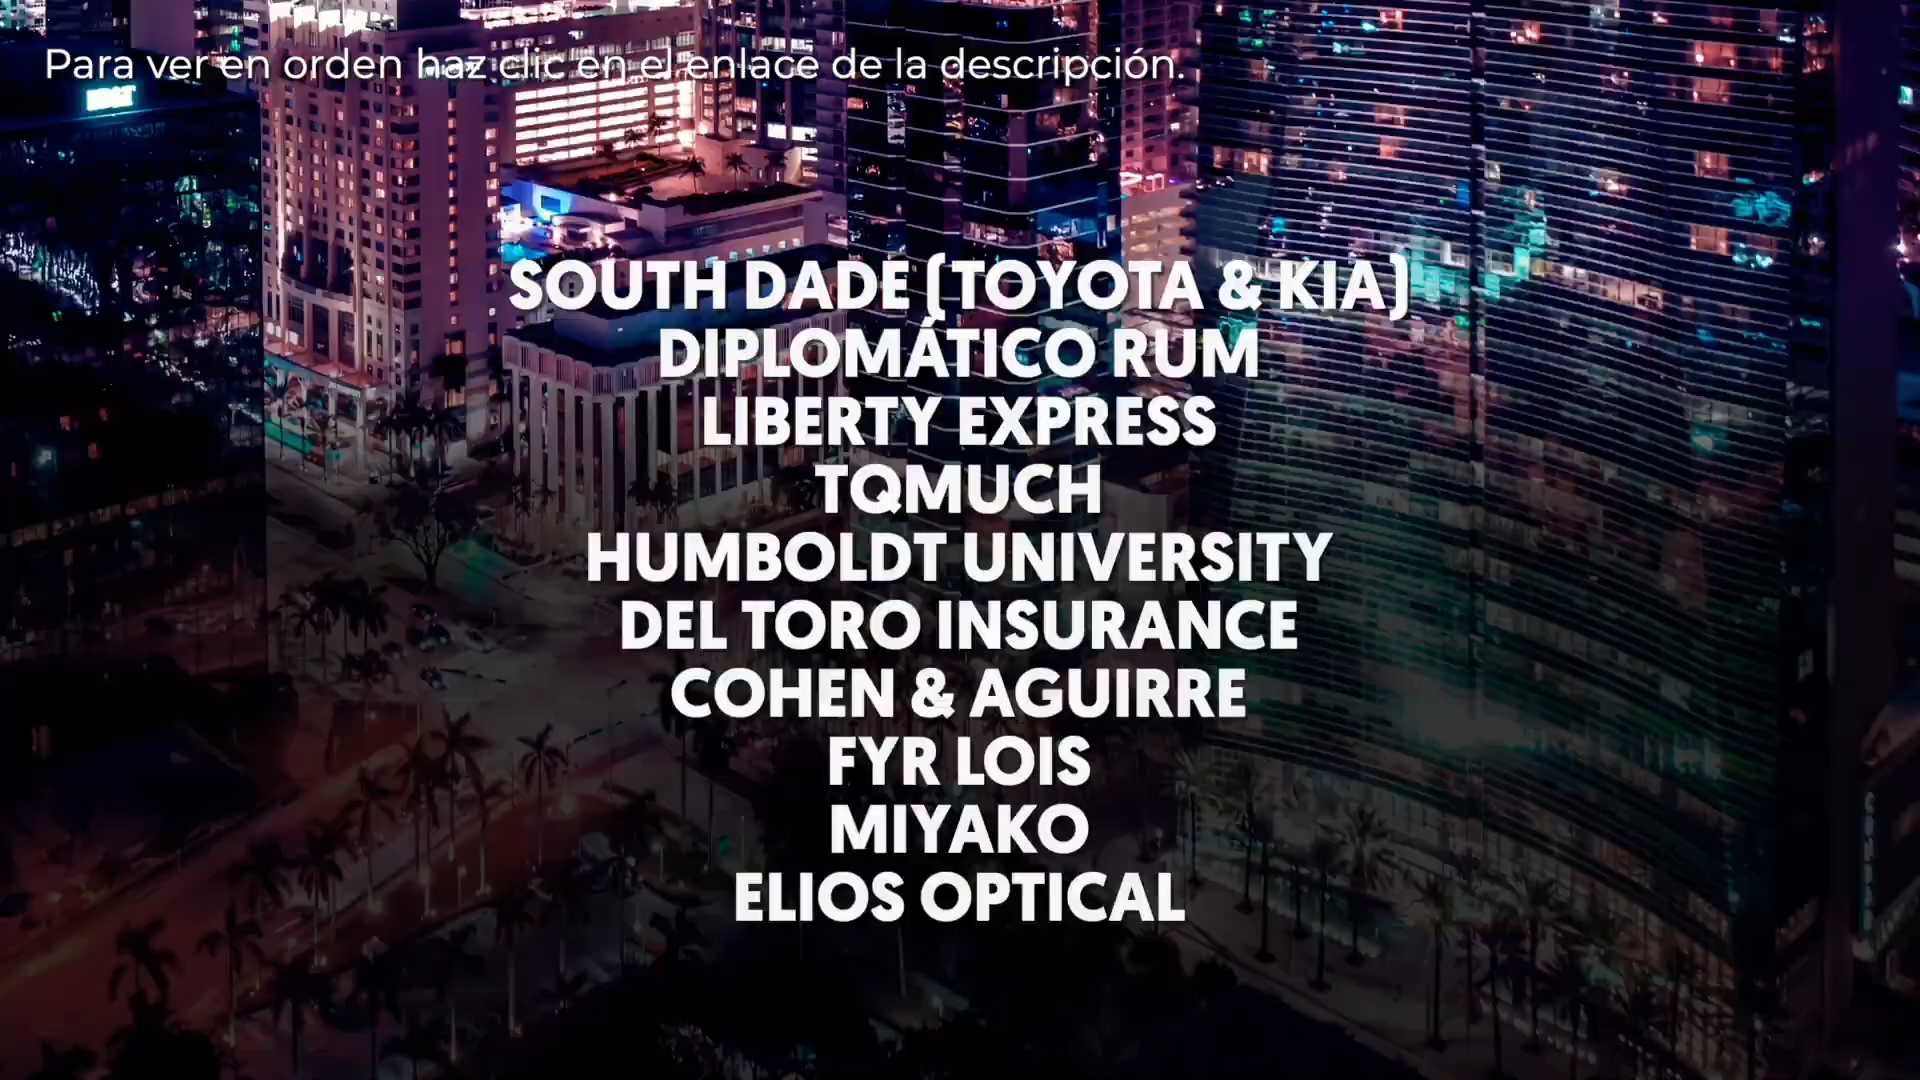 Para ver en orden haz clic en el enlace de la descripción.
SOUTH DADE (TOYOTA & KIA)
DIPLOMÁTICO RUM
LIBERTY EXPRESS
TQMUCH
HUMBOLDT UNIVERSITY
DEL TORO INSURANCE
COHEN & AGUIRRE
FYR LOIS
MIYAKO
ELIOS OPTICAL